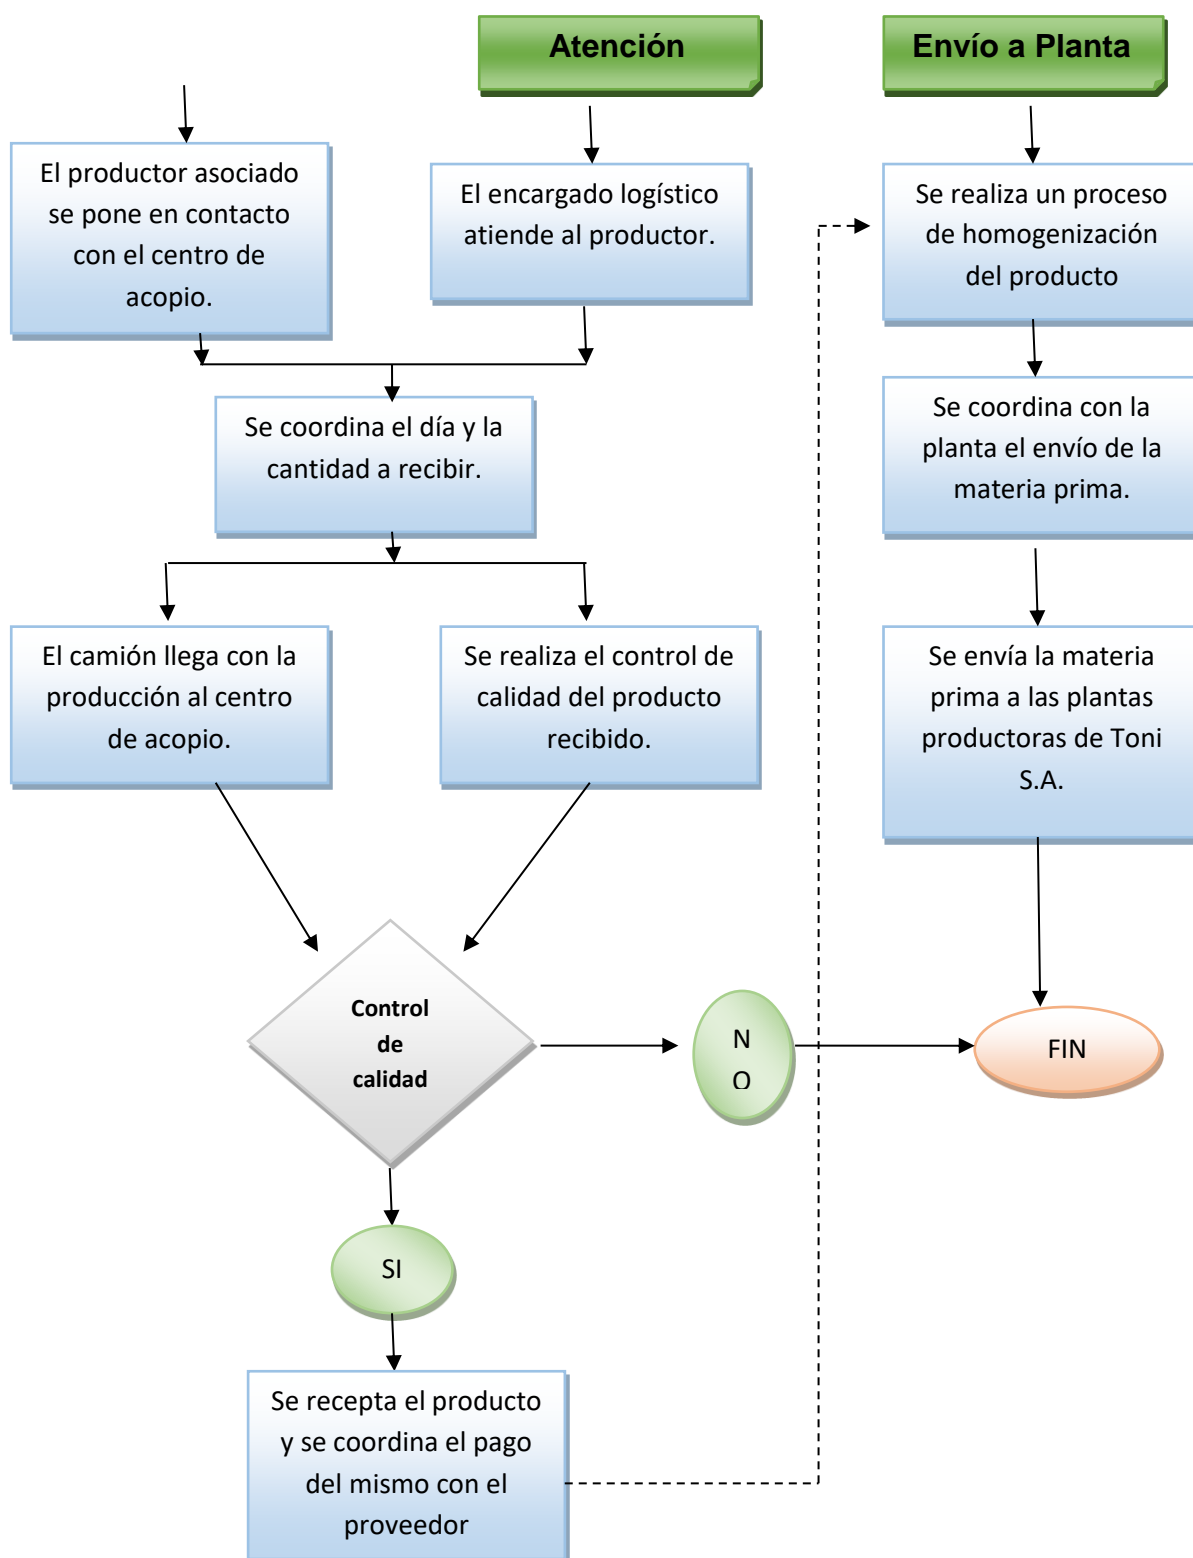 Atención
Envío a Planta
El productor asociado
se pone en contacto
con el centro de
acopio.
El encargado logístico
atiende al productor.
Se realiza un proceso
de homogenización
del producto
Se coordina el día y la
cantidad a recibir.
Se coordina con la
planta el envío de la
materia prima.
El camión llega con la
producción al centro
de acopio.
Se realiza el control de
calidad del producto
recibido.
Se envía la materia
prima a las plantas
productoras de Toni
S.A.
Control
de
calidad
N
O
FIN
SI
Se recepta el producto
y se coordina el pago
del mismo con el
proveedor